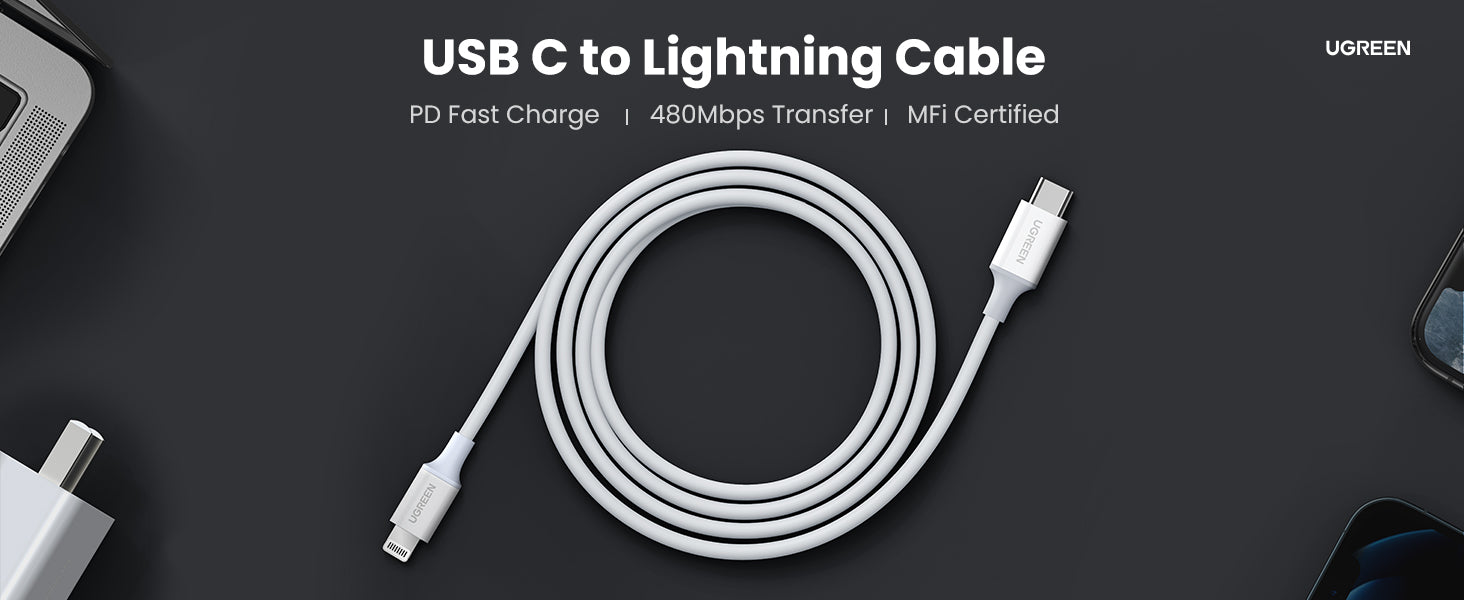 USB C to Lightning Cable
UGREEN
PD Fast Charge | 480Mbps Transfer | MFi Certified
UGREEN
UGREEN